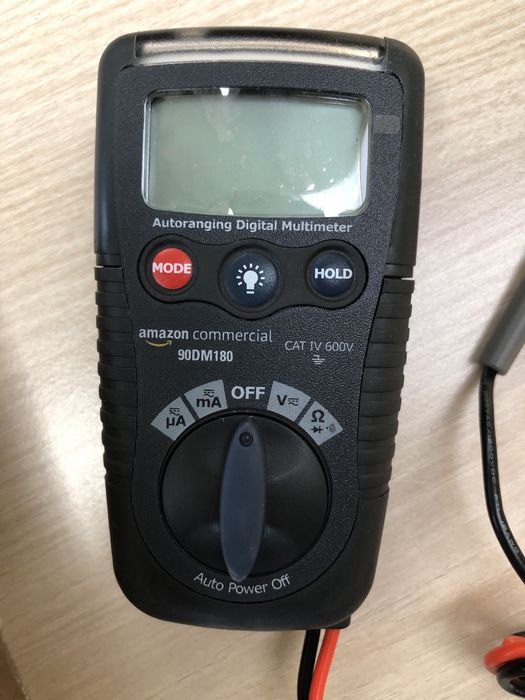 Autoranging Digital Multimeter
MODE
HOLD
amazon commercial
90DM180
CAT IV 600V
OFF
mA
V
Ω
µA
Auto Power Off